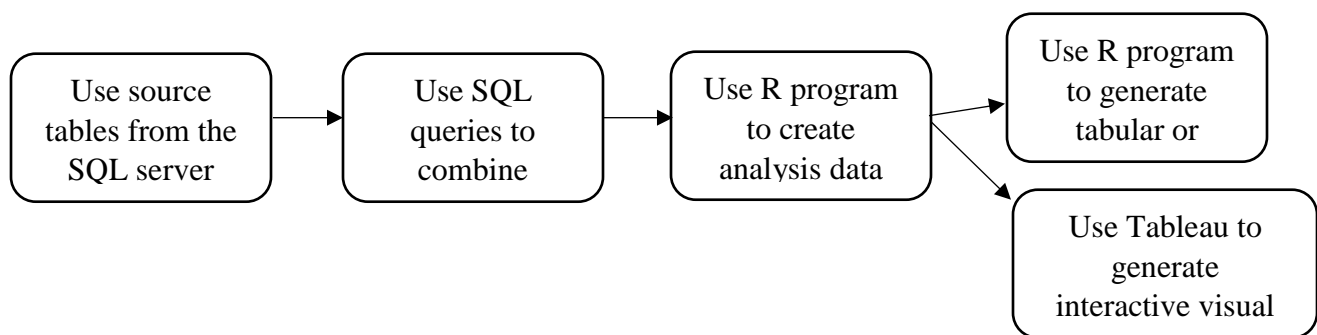 Use source
tables from the
SQL server
Use SQL
queries to
combine
Use R program
to create
analysis data
Use R program
to generate
tabular or
Use Tableau to
generate
interactive visual